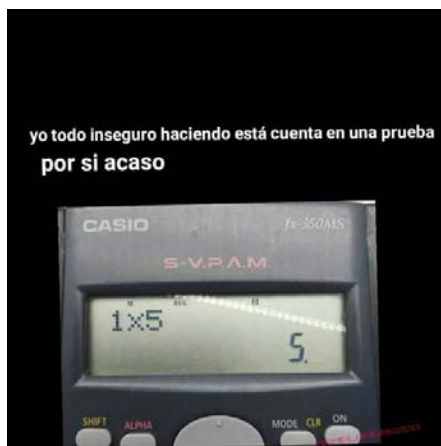 yo todo inseguro haciendo está cuenta en una prueba
por si acaso
CASIO fx-350MS
S-V.P.A.M.
M REG
1x5
5.
SHIFT ALPHA MODE CLR ON